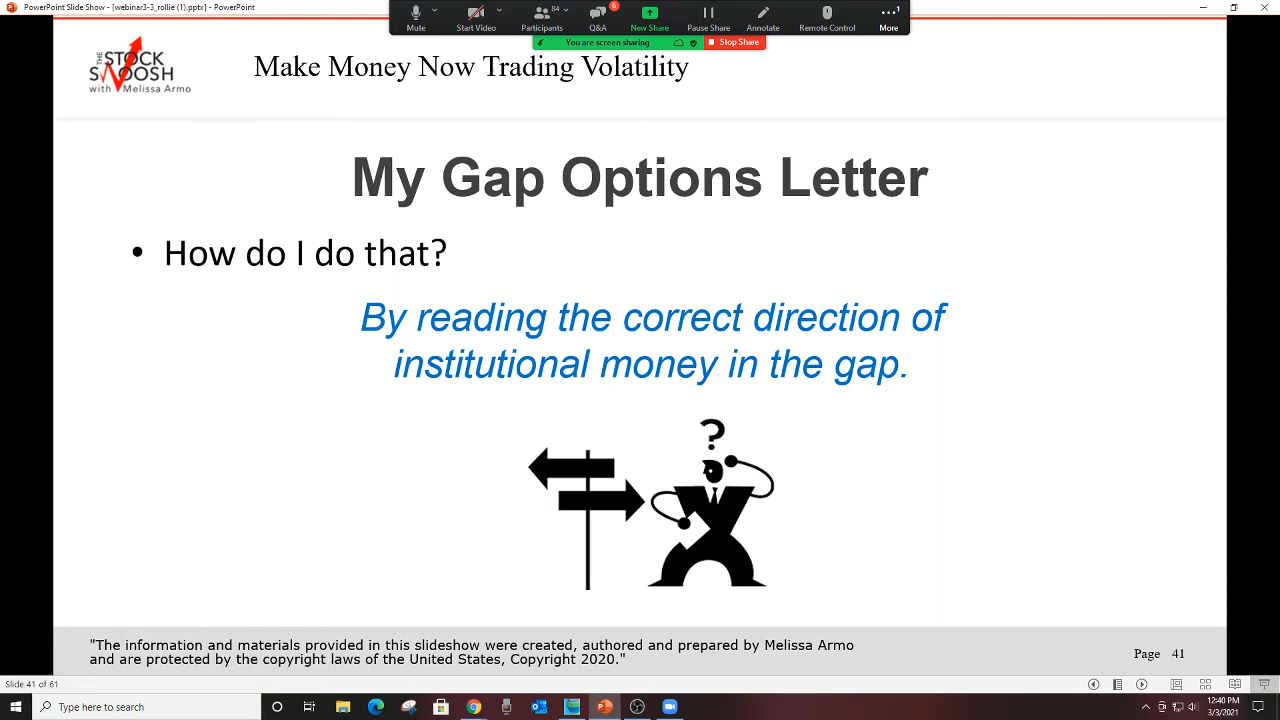 PowerPoint Slide Show - [webinar3-3_rollie (1).pptx] - PowerPoint
Mute
Start Video
84
Participants
6
Q&A
New Share
Pause Share
Annotate
Remote Control
1
More
You are screen sharing
Stop Share
THE STOCK
SWOOSH
with Melissa Armo
Make Money Now Trading Volatility
My Gap Options Letter
• How do I do that?
By reading the correct direction of
institutional money in the gap.
?
"The information and materials provided in this slideshow were created, authored and prepared by Melissa Armo
and are protected by the copyright laws of the United States, Copyright 2020."
Page 41
Slide 41 of 61
Type here to search
12:40 PM
3/3/2021